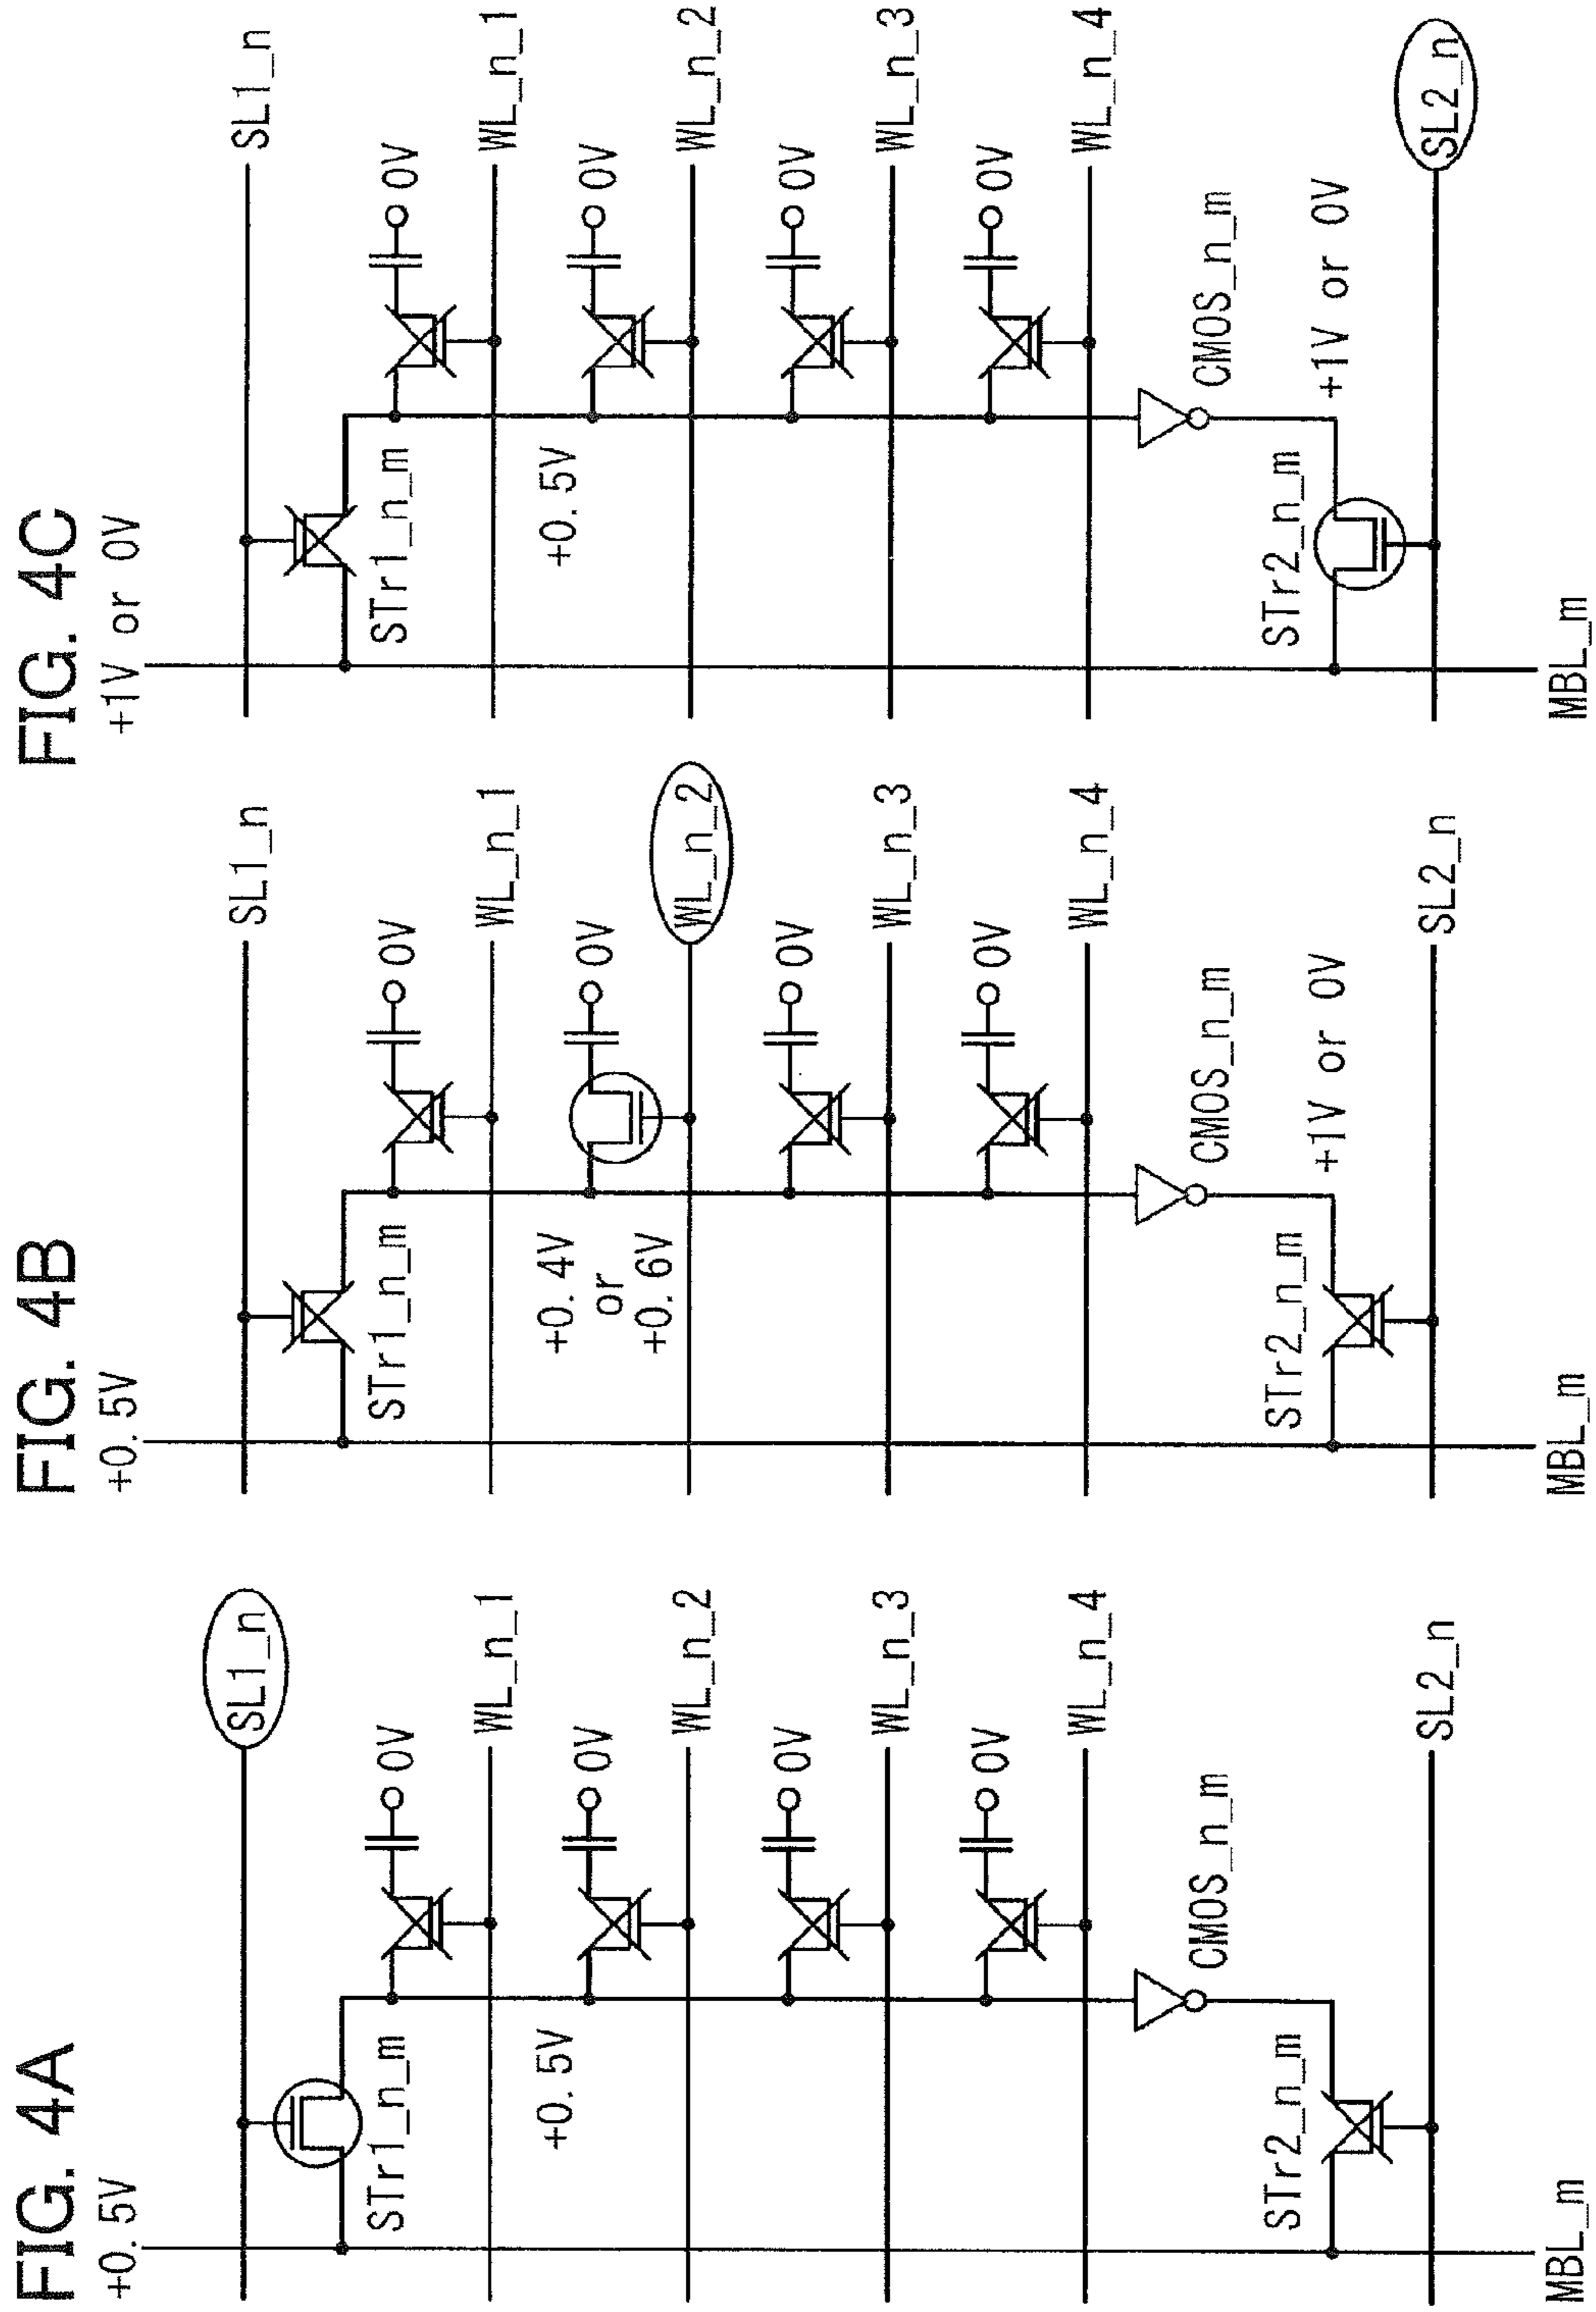 FIG. 4A
+0.5V
SL1_n
STr1_n_m
0V
WL_n_1
+0.5V
0V
WL_n_2
0V
WL_n_3
0V
WL_n_4
CMOS_n_m
STr2_n_m
SL2_n
MBL_m
FIG. 4B
+0.5V
SL1_n
STr1_n_m
0V
WL_n_1
+0.4V
or
+0.6V
0V
WL_n_2
0V
WL_n_3
0V
WL_n_4
CMOS_n_m
STr2_n_m
+1V or 0V
SL2_n
MBL_m
FIG. 4C
+1V or 0V
SL1_n
STr1_n_m
0V
WL_n_1
+0.5V
0V
WL_n_2
0V
WL_n_3
0V
WL_n_4
CMOS_n_m
STr2_n_m
+1V or 0V
SL2_n
MBL_m